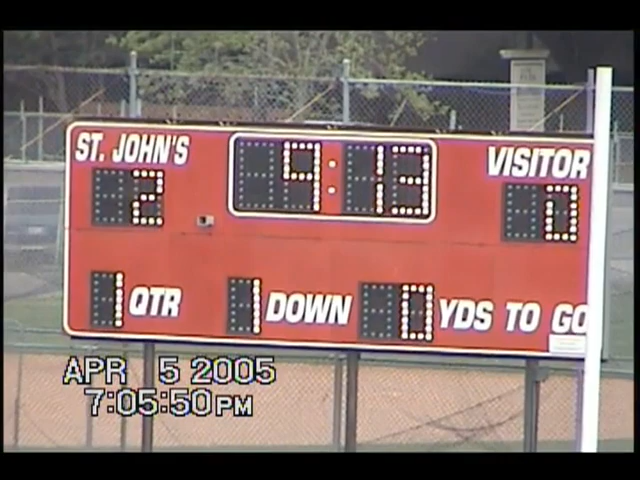 ST. JOHN'S 4:13 VISITOR
2 0
1 QTR 1 DOWN 0 YDS TO GO
APR 5 2005
7:05:50PM